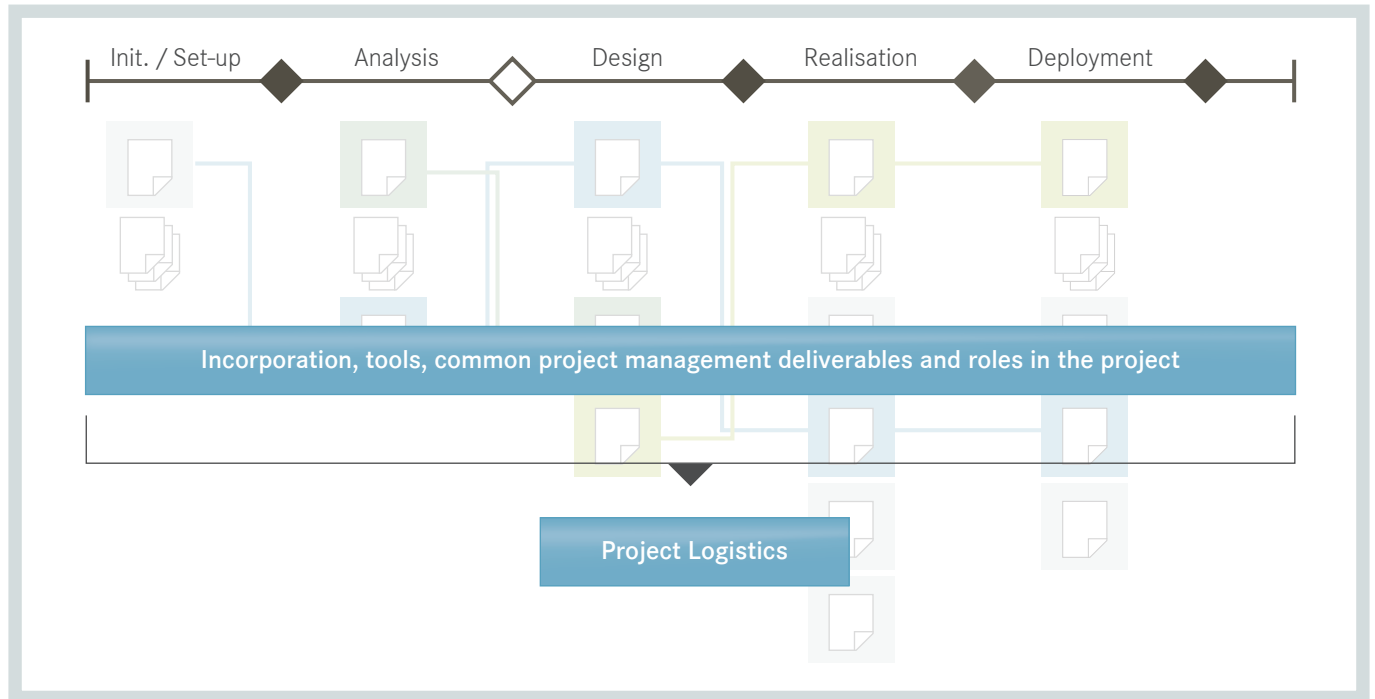 Init. / Set-up
Analysis
Design
Realisation
Deployment
Incorporation, tools, common project management deliverables and roles in the project
Project Logistics